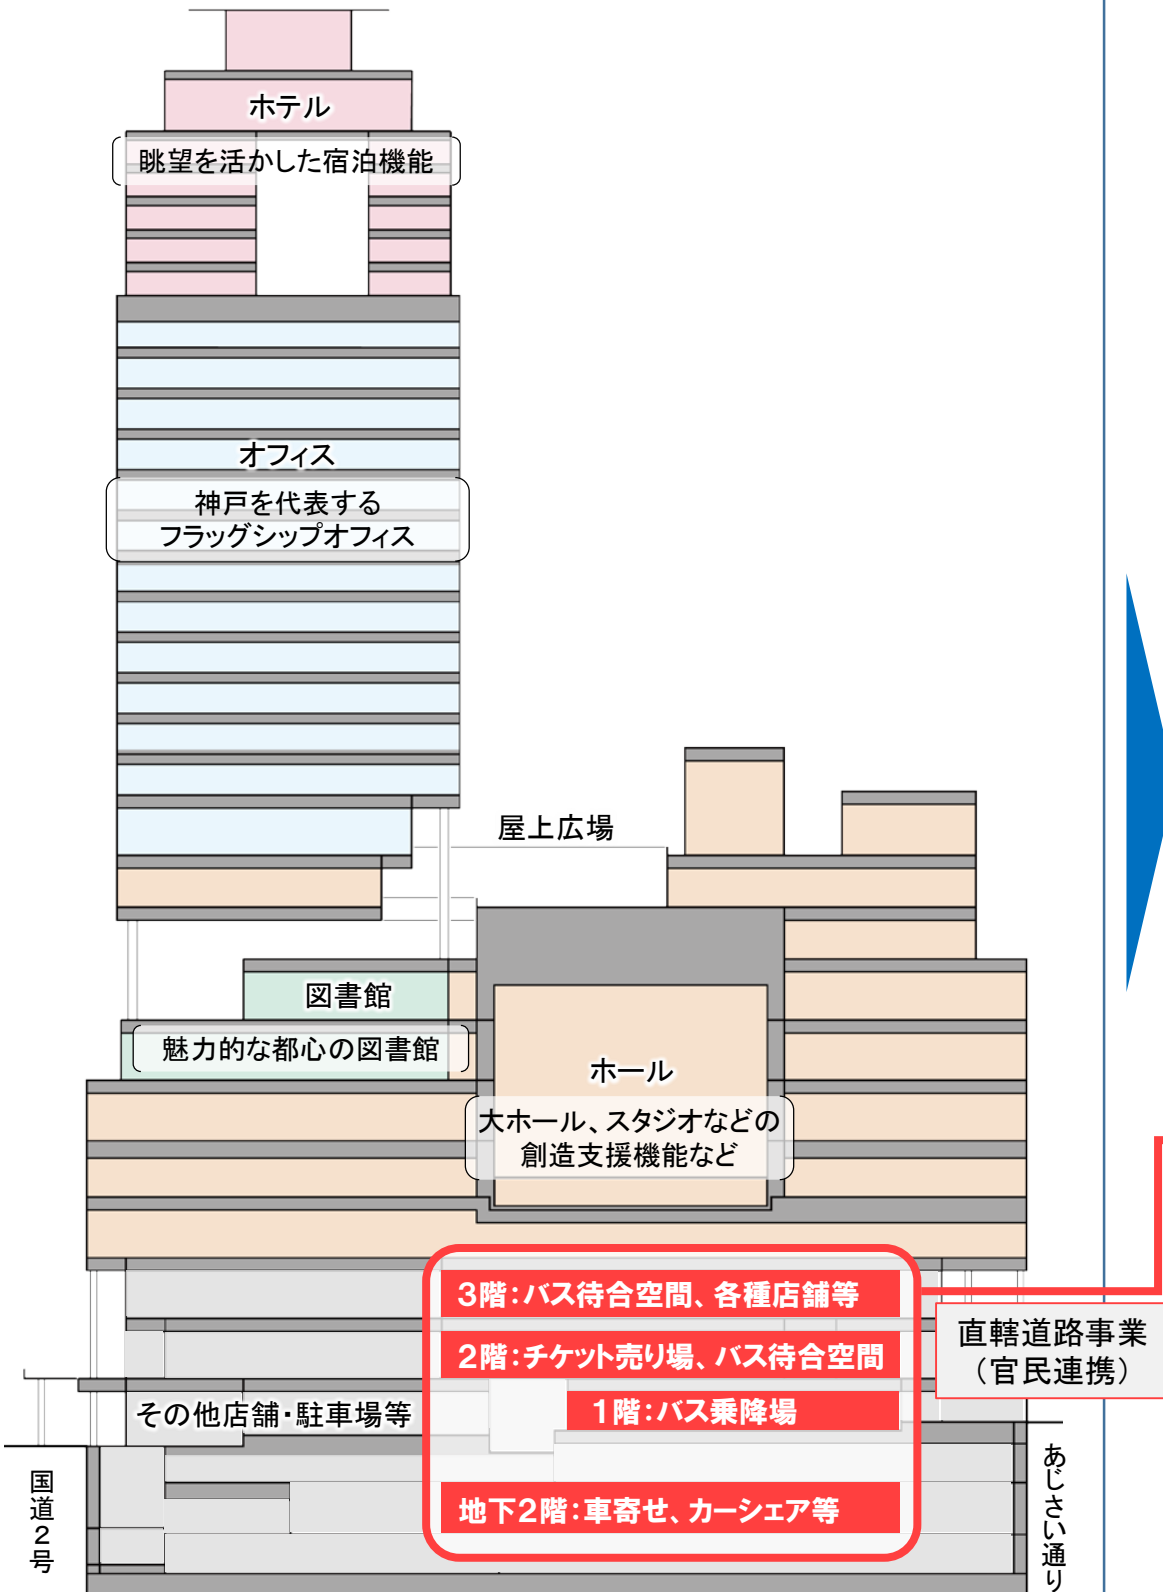 ホテル
眺望を活かした宿泊機能
オフィス
神戸を代表する
フラッグシップオフィス
屋上広場
図書館
魅力的な都心の図書館
ホール
大ホール、スタジオなどの
創造支援機能など
3階：バス待合空間、各種店舗等
2階：チケット売り場、バス待合空間
直轄道路事業
（官民連携）
1階：バス乗降場
その他店舗・駐車場等
地下2階：車寄せ、カーシェア等
国道2号
あじさい通り